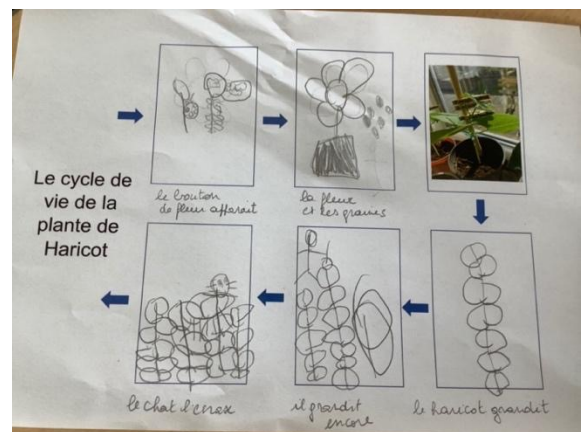 Le cycle de
vie de la
plante de
Haricot
le bouton
de fleur apparait
la fleur
et les graines
le haricot grandit
il grandit
encore
le chat l'écrase